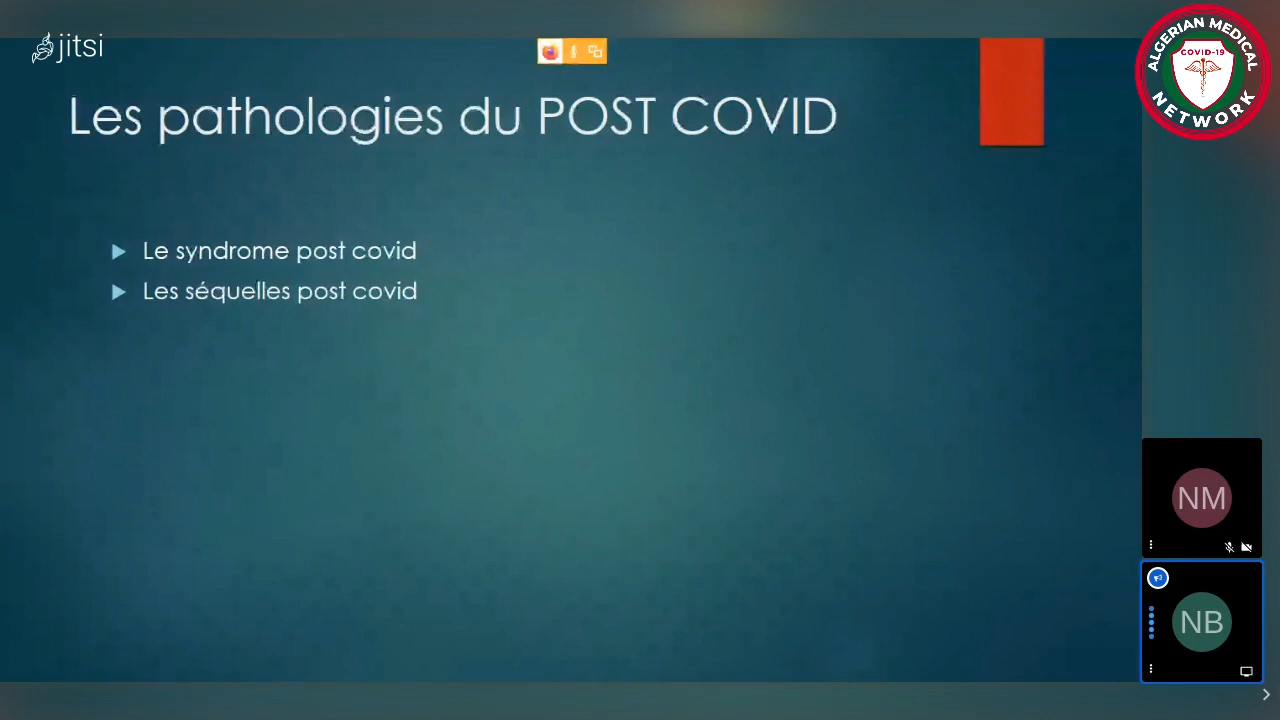 jitsi
Les pathologies du POST COVID
Le syndrome post covid
Les séquelles post covid
ALGERIAN MEDICAL
COVID-19
NETWORK
NM
NB